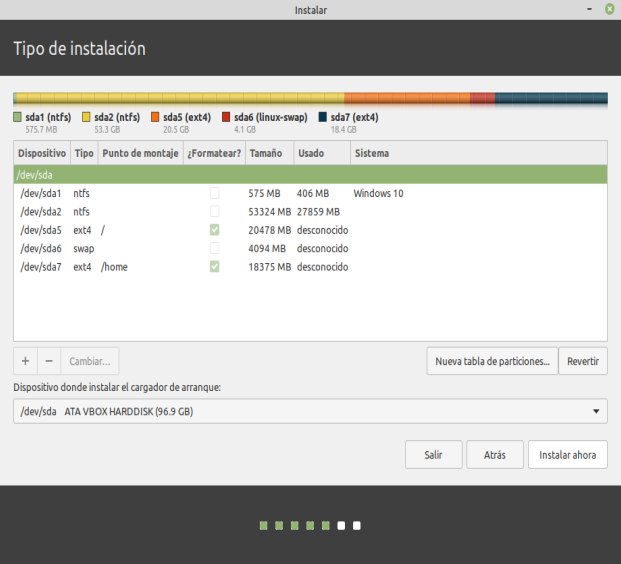 Instalar
Tipo de instalación
sda1 (ntfs) sda2 (ntfs) sda5 (ext4) sda6 (linux-swap) sda7 (ext4)
575.7 MB 53.3 GB 20.5 GB 4.1 GB 18.4 GB
Dispositivo Tipo Punto de montaje ¿Formatear? Tamaño Usado Sistema
/dev/sda
/dev/sda1 ntfs 575 MB 406 MB Windows 10
/dev/sda2 ntfs 53324 MB 27859 MB
/dev/sda5 ext4 / 20478 MB desconocido
/dev/sda6 swap 4094 MB desconocido
/dev/sda7 ext4 /home 18375 MB desconocido
+ − Cambiar... Nueva tabla de particiones... Revertir
Dispositivo donde instalar el cargador de arranque:
/dev/sda ATA VBOX HARDDISK (96.9 GB)
Salir Atrás Instalar ahora